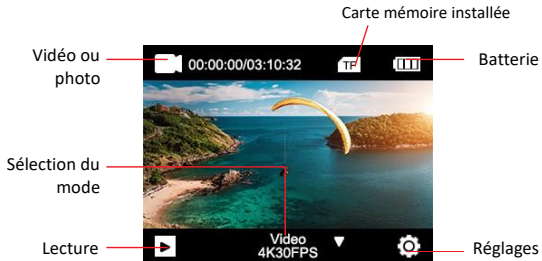 Carte mémoire installée
Vidéo ou
photo
00:00:00/03:10:32
TF
Batterie
Sélection du
mode
Lecture
Video
4K30FPS
Réglages